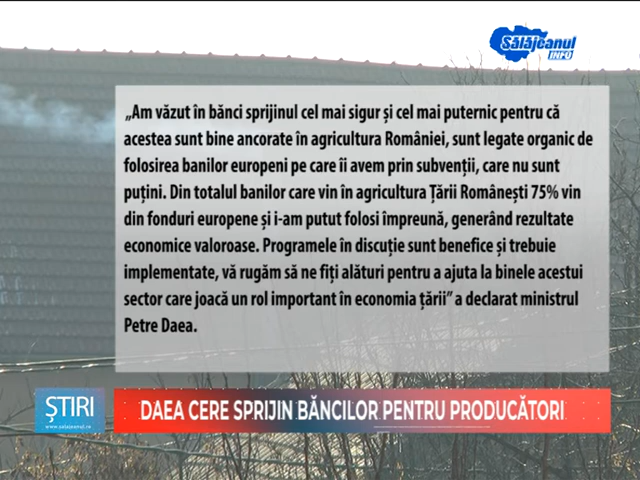 Sălăjeanul
INFO
„Am văzut în bănci sprijinul cel mai sigur și cel mai puternic pentru că
acestea sunt bine ancorate în agricultura României, sunt legate organic de
folosirea banilor europeni pe care îi avem prin subvenții, care nu sunt
puțini. Din totalul banilor care vin în agricultura Țării Românești 75% vin
din fonduri europene și i-am putut folosi împreună, generând rezultate
economice valoroase. Programele în discuție sunt benefice și trebuie
implementate, vă rugăm să ne fiți alături pentru a ajuta la binele acestui
sector care joacă un rol important în economia țării” a declarat ministrul
Petre Daea.
ŞTIRI
www.salajeanul.ro
DAEA CERE SPRIJIN BĂNCILOR PENTRU PRODUCĂTORI